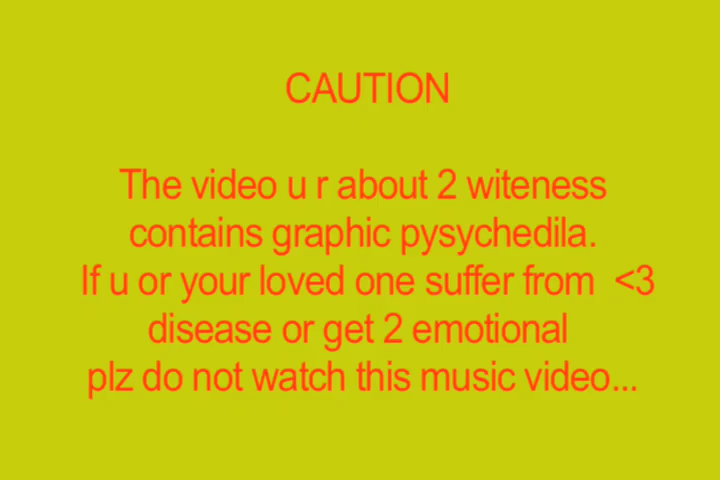 CAUTION
The video u r about 2 witeness
contains graphic pysychedila.
If u or your loved one suffer from <3
disease or get 2 emotional
plz do not watch this music video...